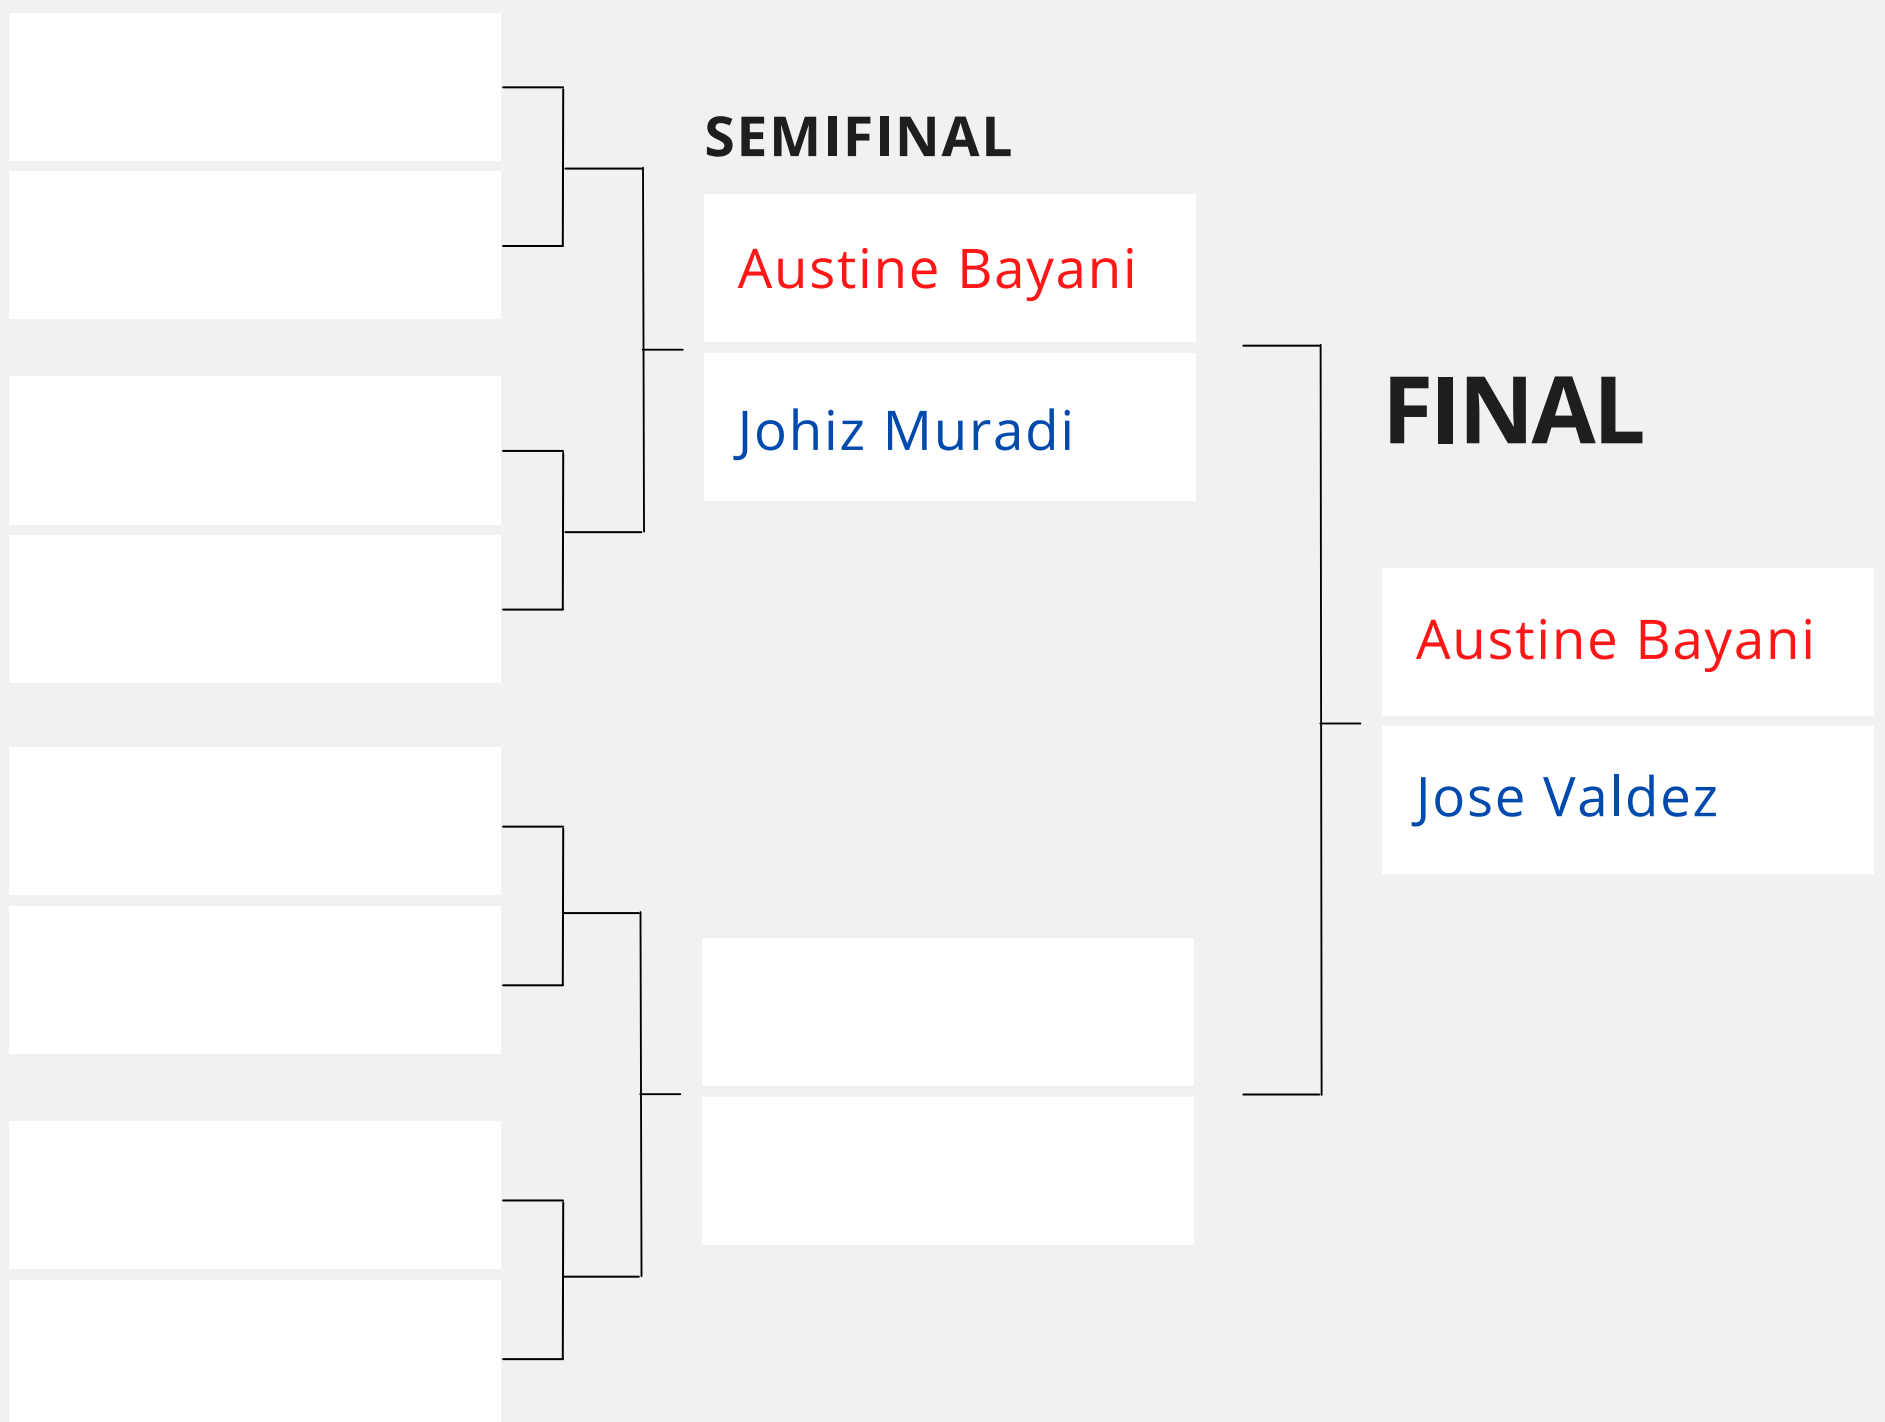 SEMIFINAL
Austine Bayani
Johiz Muradi
FINAL
Austine Bayani
Jose Valdez